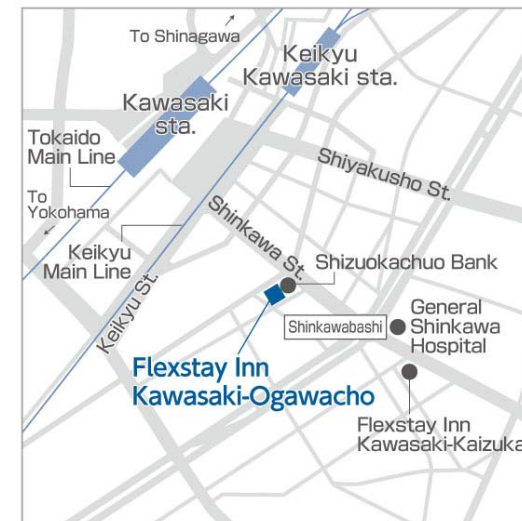 To Shinagawa
Keikyu
Kawasaki sta.
Kawasaki
sta.
Tokaido
Main Line
Shiyakusho St.
To
Yokohama
Shinkawa St.
Keikyu
Main Line
Keikyu St.
Shizuokachuo Bank
Shinkawabashi
General
Shinkawa
Hospital
Flexstay Inn
Kawasaki-Ogawacho
Flexstay Inn
Kawasaki-Kaizuka